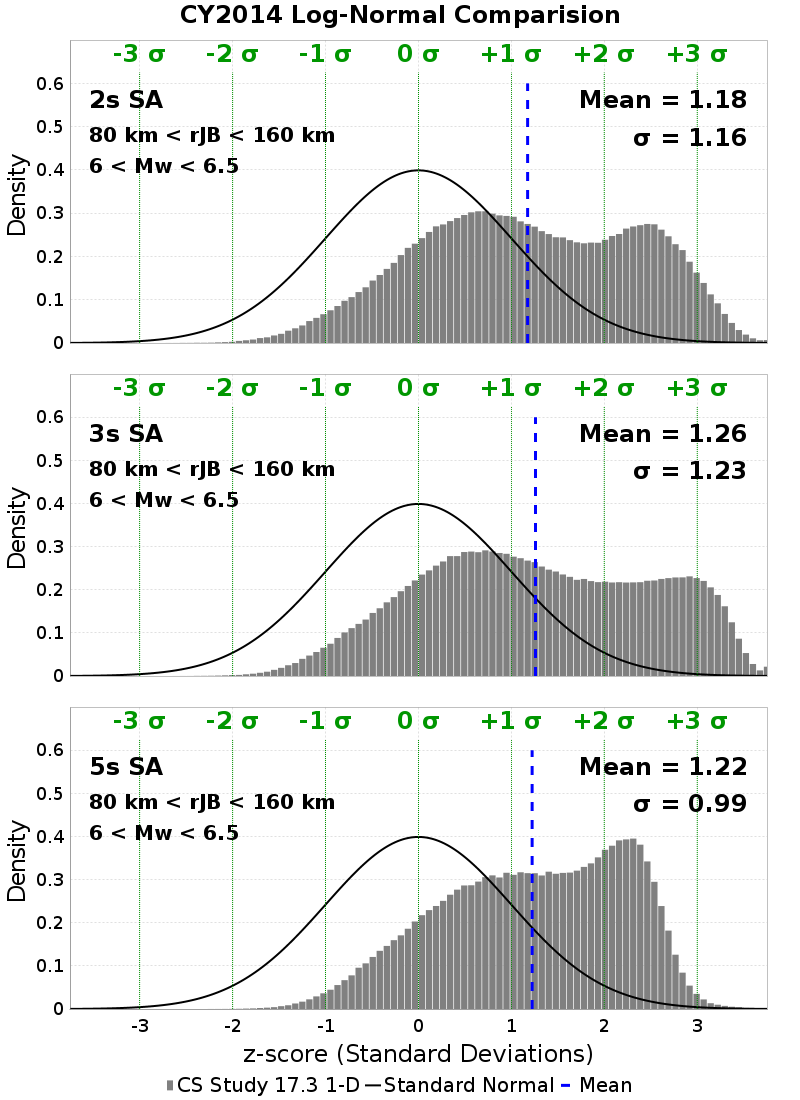 CY2014 Log-Normal Comparision
-3 σ -2 σ -1 σ 0 σ +1 σ +2 σ +3 σ
2s SA
80 km < rJB < 160 km
6 < Mw < 6.5
Mean = 1.18
σ = 1.16
Density
0.6
0.5
0.4
0.3
0.2
0.1
0
-3 σ -2 σ -1 σ 0 σ +1 σ +2 σ +3 σ
3s SA
80 km < rJB < 160 km
6 < Mw < 6.5
Mean = 1.26
σ = 1.23
Density
0.6
0.5
0.4
0.3
0.2
0.1
0
-3 σ -2 σ -1 σ 0 σ +1 σ +2 σ +3 σ
5s SA
80 km < rJB < 160 km
6 < Mw < 6.5
Mean = 1.22
σ = 0.99
Density
0.6
0.5
0.4
0.3
0.2
0.1
0
-3 -2 -1 0 1 2 3
z-score (Standard Deviations)
CS Study 17.3 1-D Standard Normal Mean